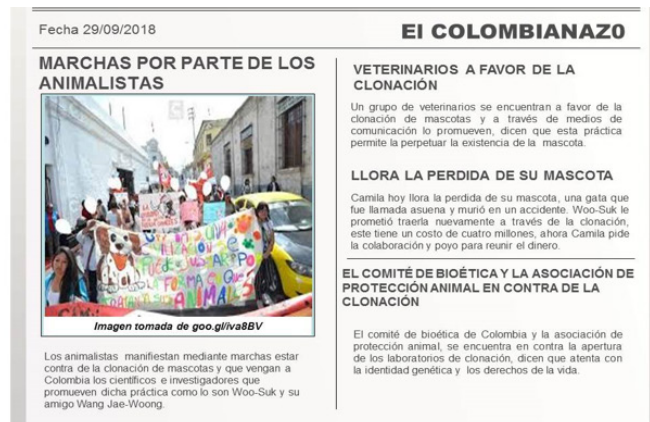 Fecha 29/09/2018
El COLOMBIANAZ0
MARCHAS POR PARTE DE LOS
ANIMALISTAS
UNA
ANIMALES
Imagen tomada de goo.gl/iva8BV
Los animalistas manifiestan mediante marchas estar
contra de la clonación de mascotas y que vengan a
Colombia los científicos e investigadores que
promueven dicha práctica como lo son Woo-Suk y su
amigo Wang Jae-Woong.
VETERINARIOS A FAVOR DE LA
CLONACIÓN
Un grupo de veterinarios se encuentran a favor de la
clonación de mascotas y a través de medios de
comunicación lo promueven, dicen que esta práctica
permite la perpetuar la existencia de la mascota.
LLORA LA PERDIDA DE SU MASCOTA
Camila hoy llora la perdida de su mascota, una gata que
fue llamada asuena y murió en un accidente. Woo-Suk le
prometió traerla nuevamente a través de la clonación,
este tiene un costo de cuatro millones, ahora Camila pide
la colaboración y poyo para reunir el dinero.
EL COMITÉ DE BIOÉTICA Y LA ASOCIACIÓN DE
PROTECCIÓN ANIMAL EN CONTRA DE LA
CLONACIÓN
El comité de bioética de Colombia y la asociación de
protección animal, se encuentra en contra la apertura
de los laboratorios de clonación, dicen que atenta con
la identidad genética y los derechos de la vida.